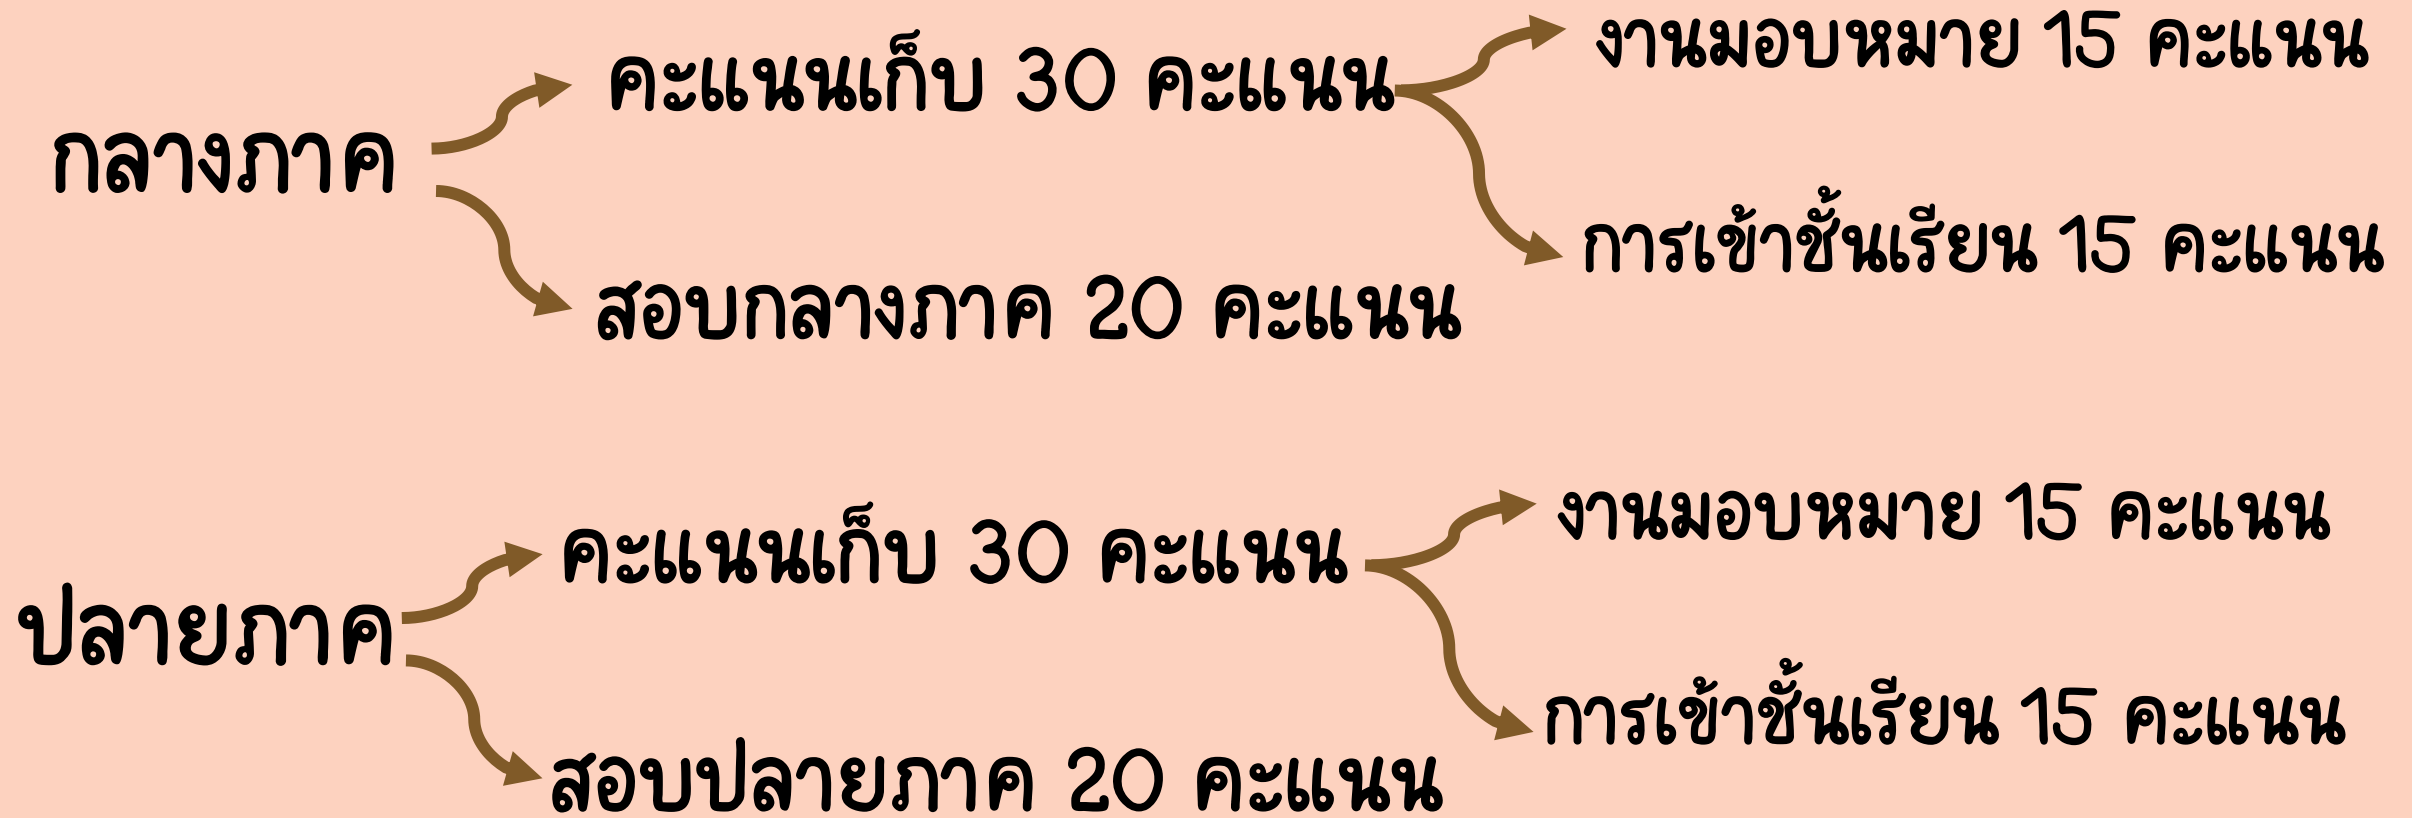 กลางภาค
คะแนนเก็บ 30 คะแนน
งานมอบหมาย 15 คะแนน
การเข้าชั้นเรียน 15 คะแนน
สอบกลางภาค 20 คะแนน
ปลายภาค
คะแนนเก็บ 30 คะแนน
งานมอบหมาย 15 คะแนน
การเข้าชั้นเรียน 15 คะแนน
สอบปลายภาค 20 คะแนน